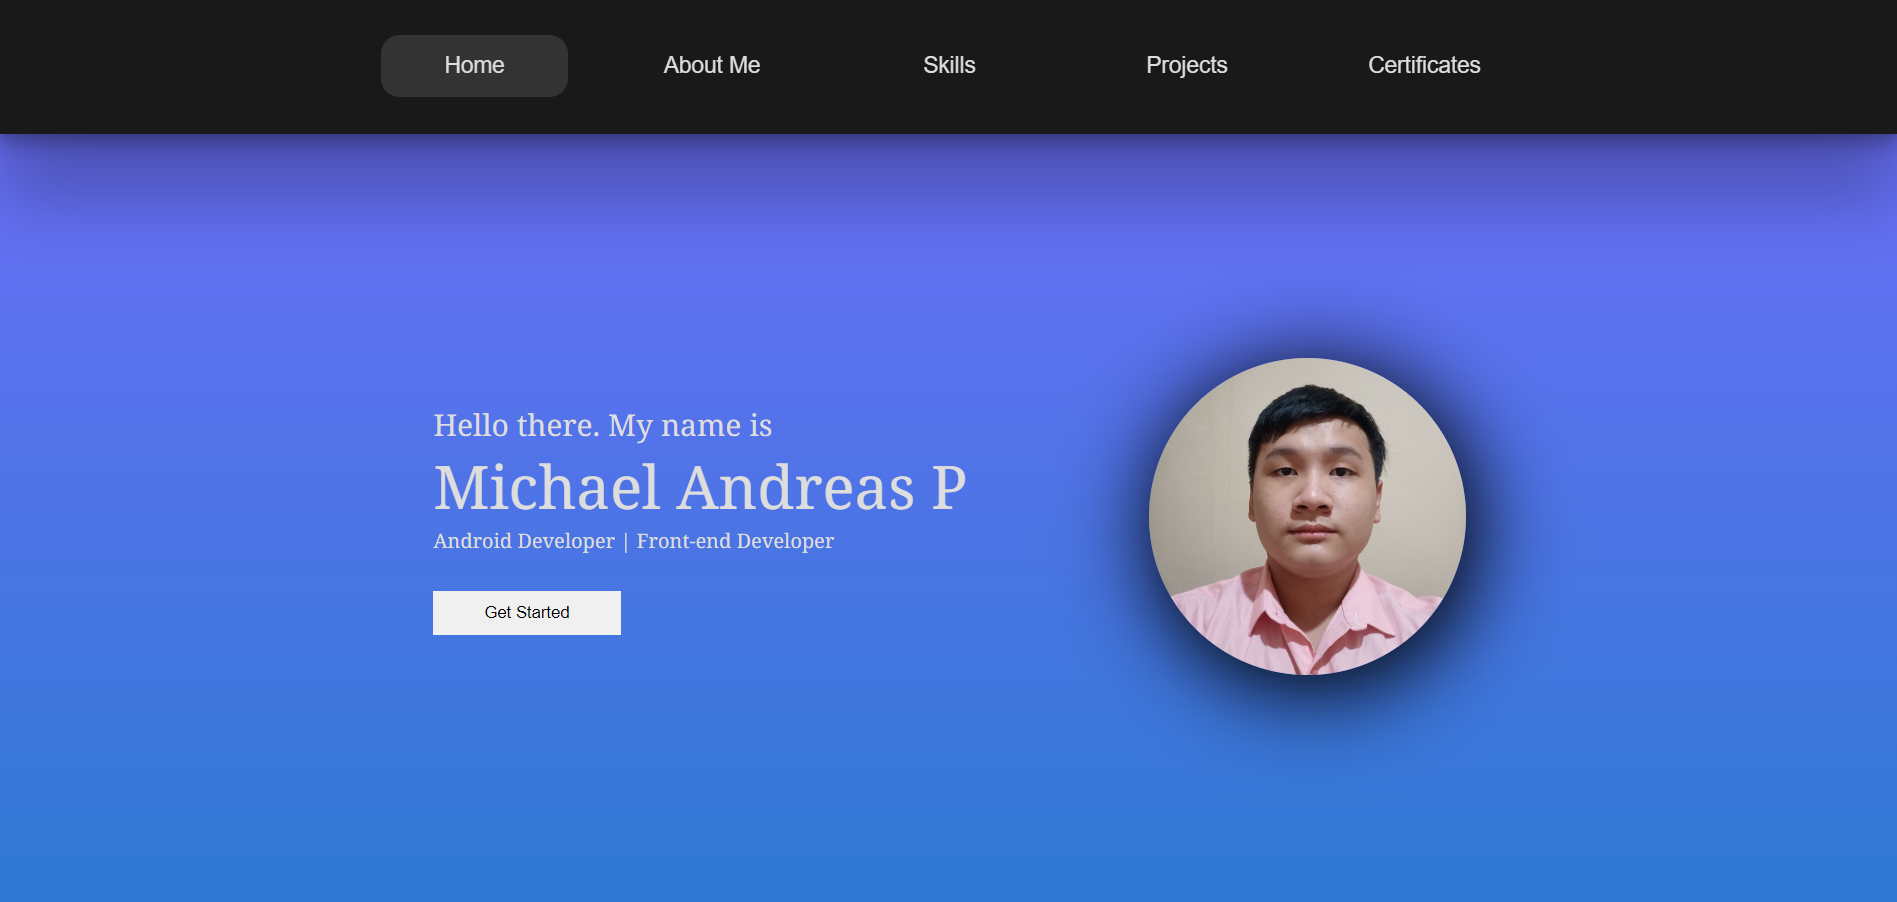 Home About Me Skills Projects Certificates
Hello there. My name is
Michael Andreas P
Android Developer | Front-end Developer
Get Started